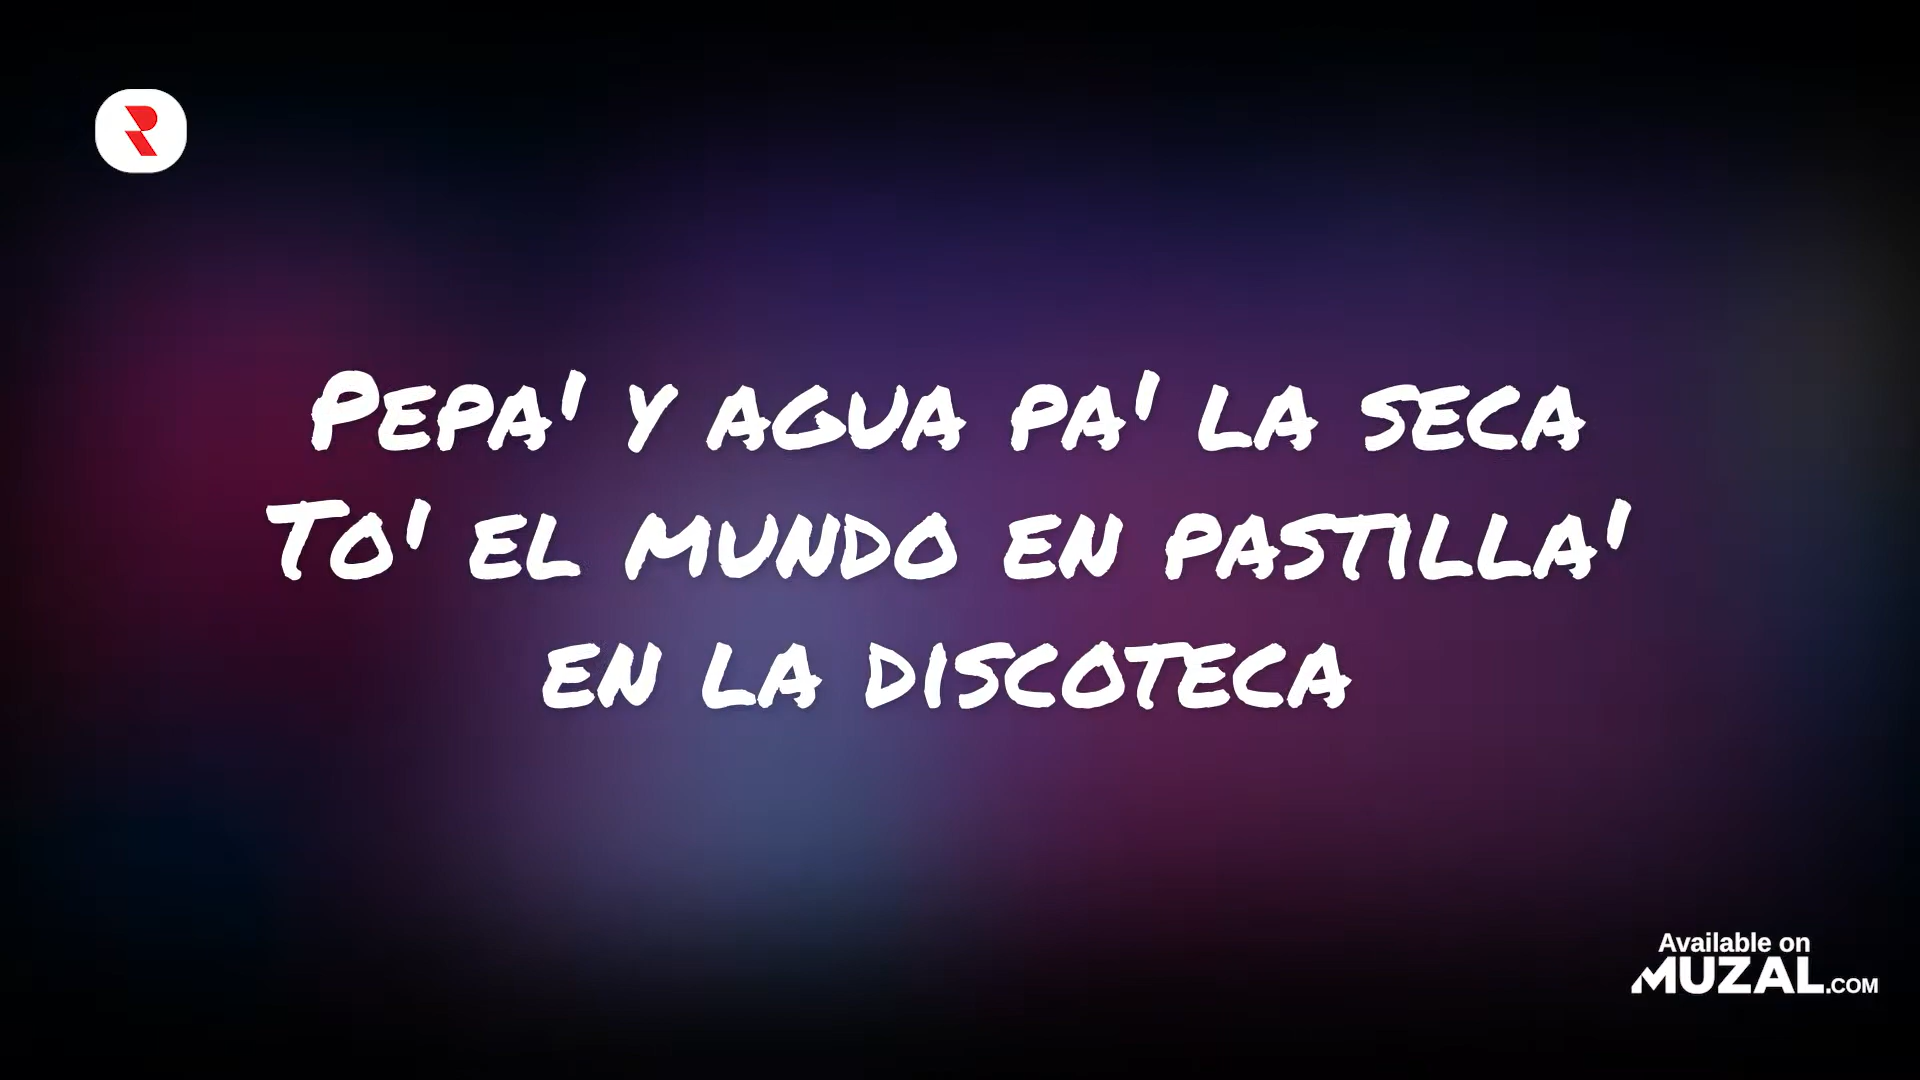 Pepa' y agua pa' la seca
To' el mundo en pastilla'
en la discoteca
Available on
MUZAL.COM